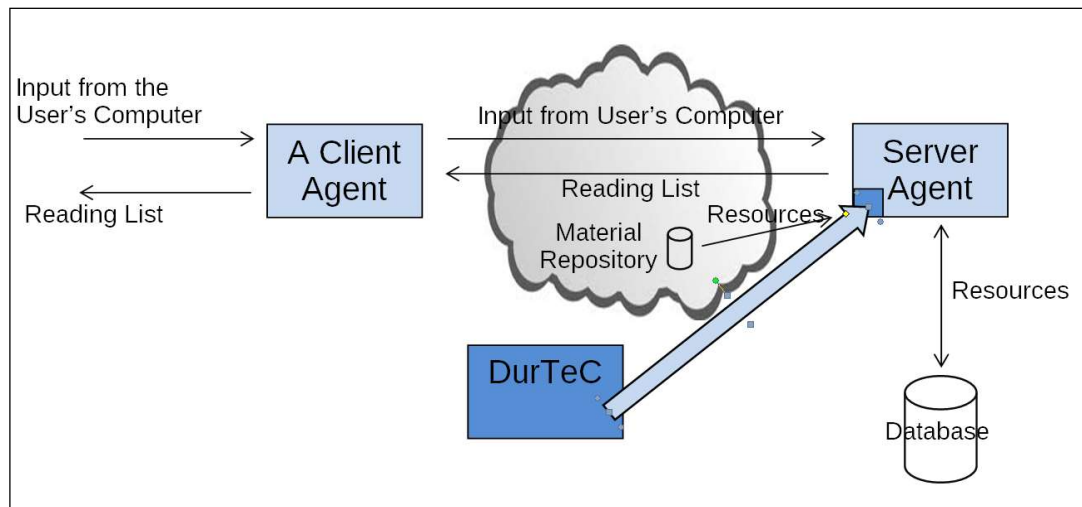 Input from the
User's Computer
Reading List
A Client
Agent
Input from User's Computer
Reading List
Resources
Material
Repository
Server
Agent
Resources
DurTeC
Database